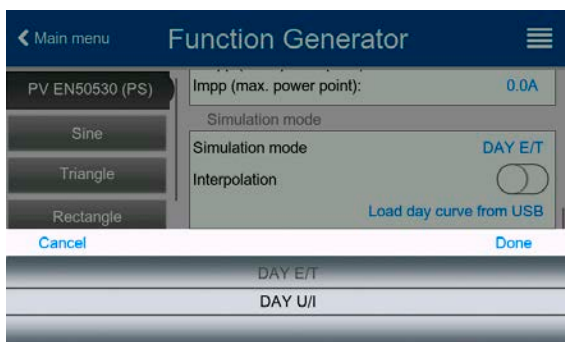 Main menu
Function Generator
PV EN50530 (PS)
Impp (max. power point):
0.0A
Sine
Simulation mode
Simulation mode
DAY E/T
Triangle
Interpolation
Rectangle
Load day curve from USB
Cancel
Done
DAY E/T
DAY U/I